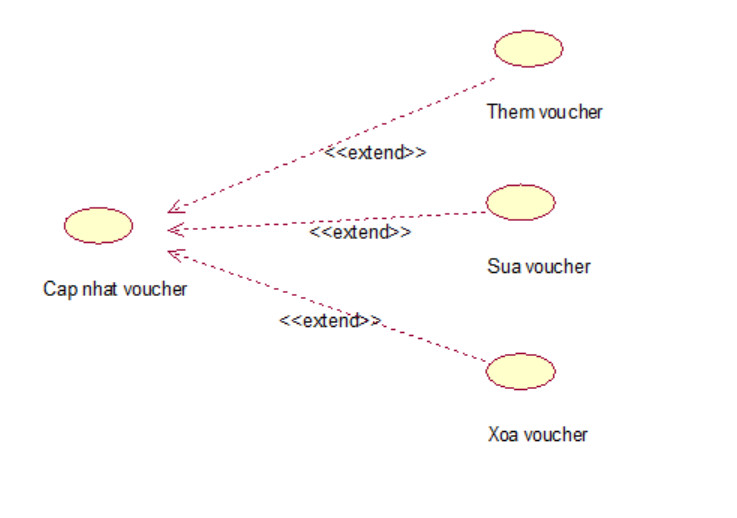 Them voucher
<<extend>>
<<extend>>
Sua voucher
Cap nhat voucher
<<extend>>
Xoa voucher